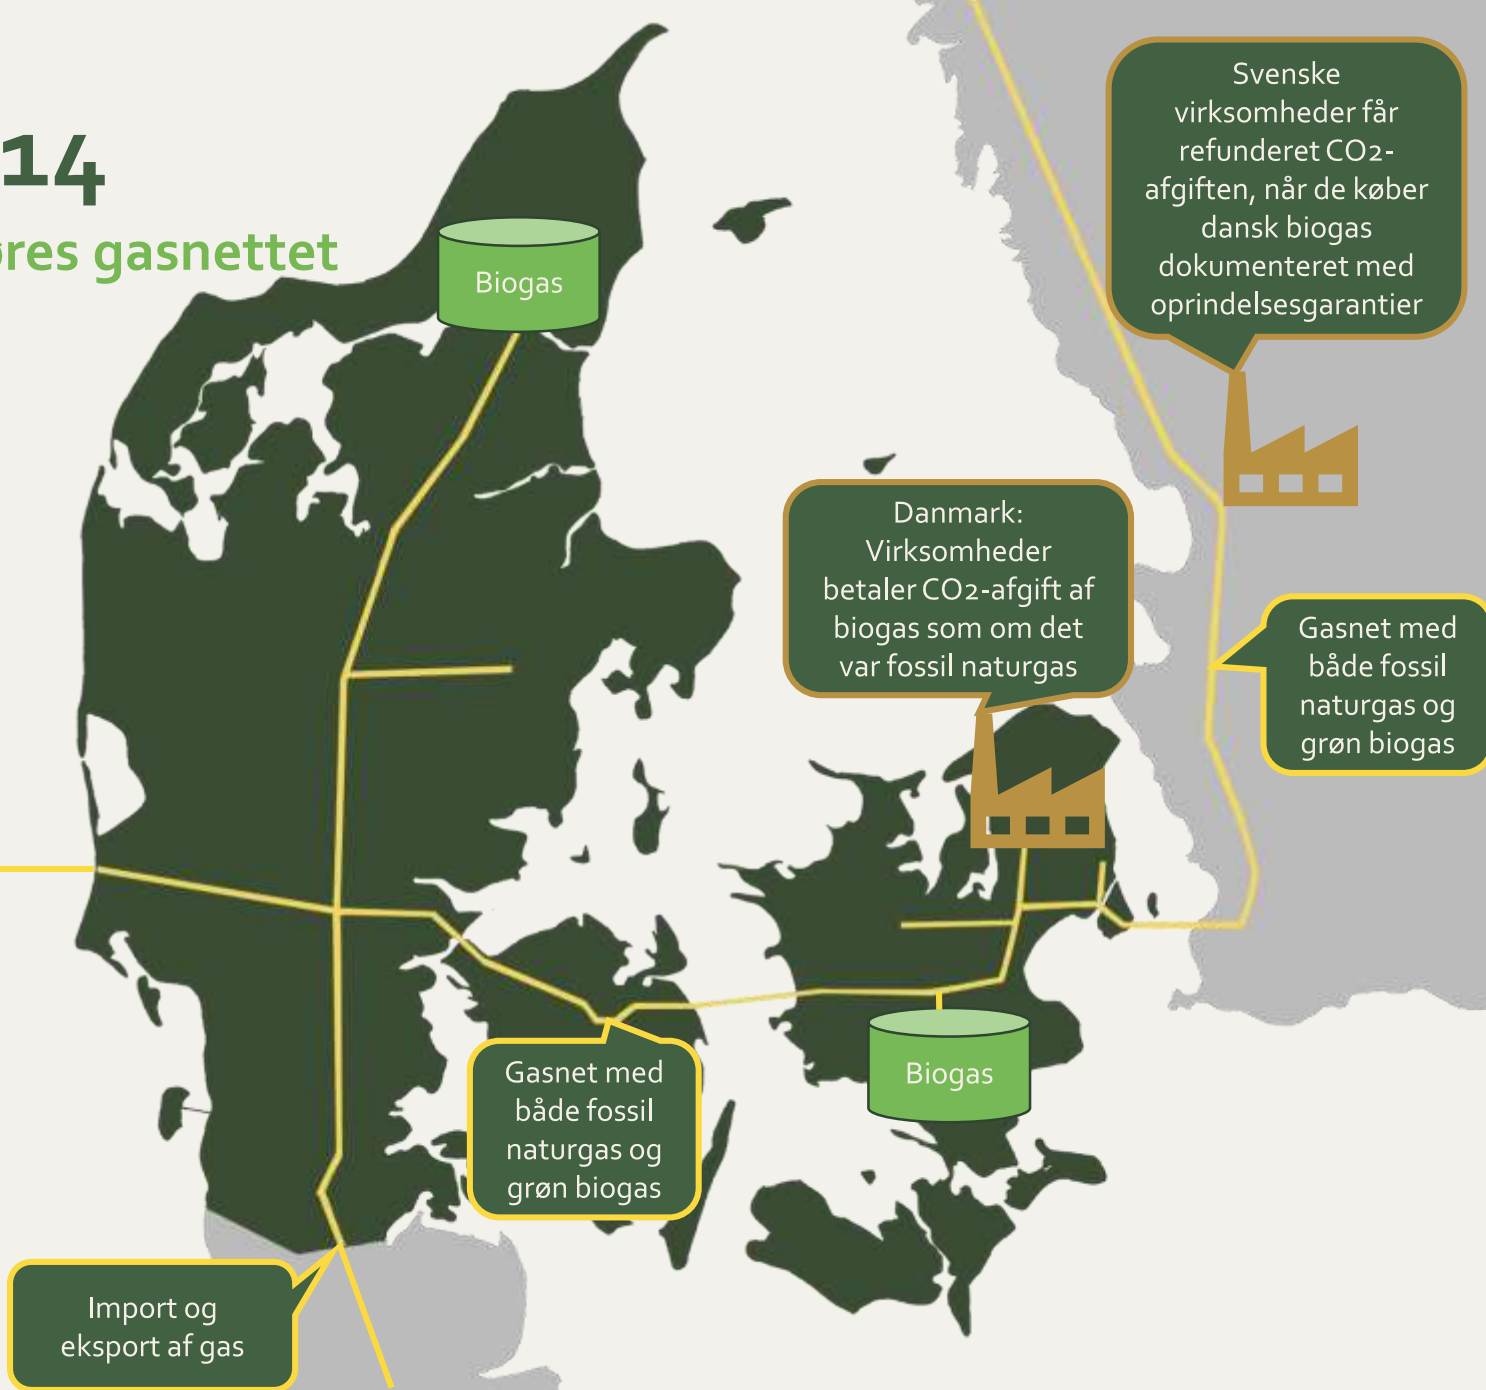 14
øres gasnettet
Svenske
virksomheder får
refunderet CO2-
afgiften, når de køber
dansk biogas
dokumenteret med
oprindelsesgarantier
Biogas
Danmark:
Virksomheder
betaler CO2-afgift af
biogas som om det
var fossil naturgas
Gasnet med
både fossil
naturgas og
grøn biogas
Gasnet med
både fossil
naturgas og
grøn biogas
Biogas
Import og
eksport af gas